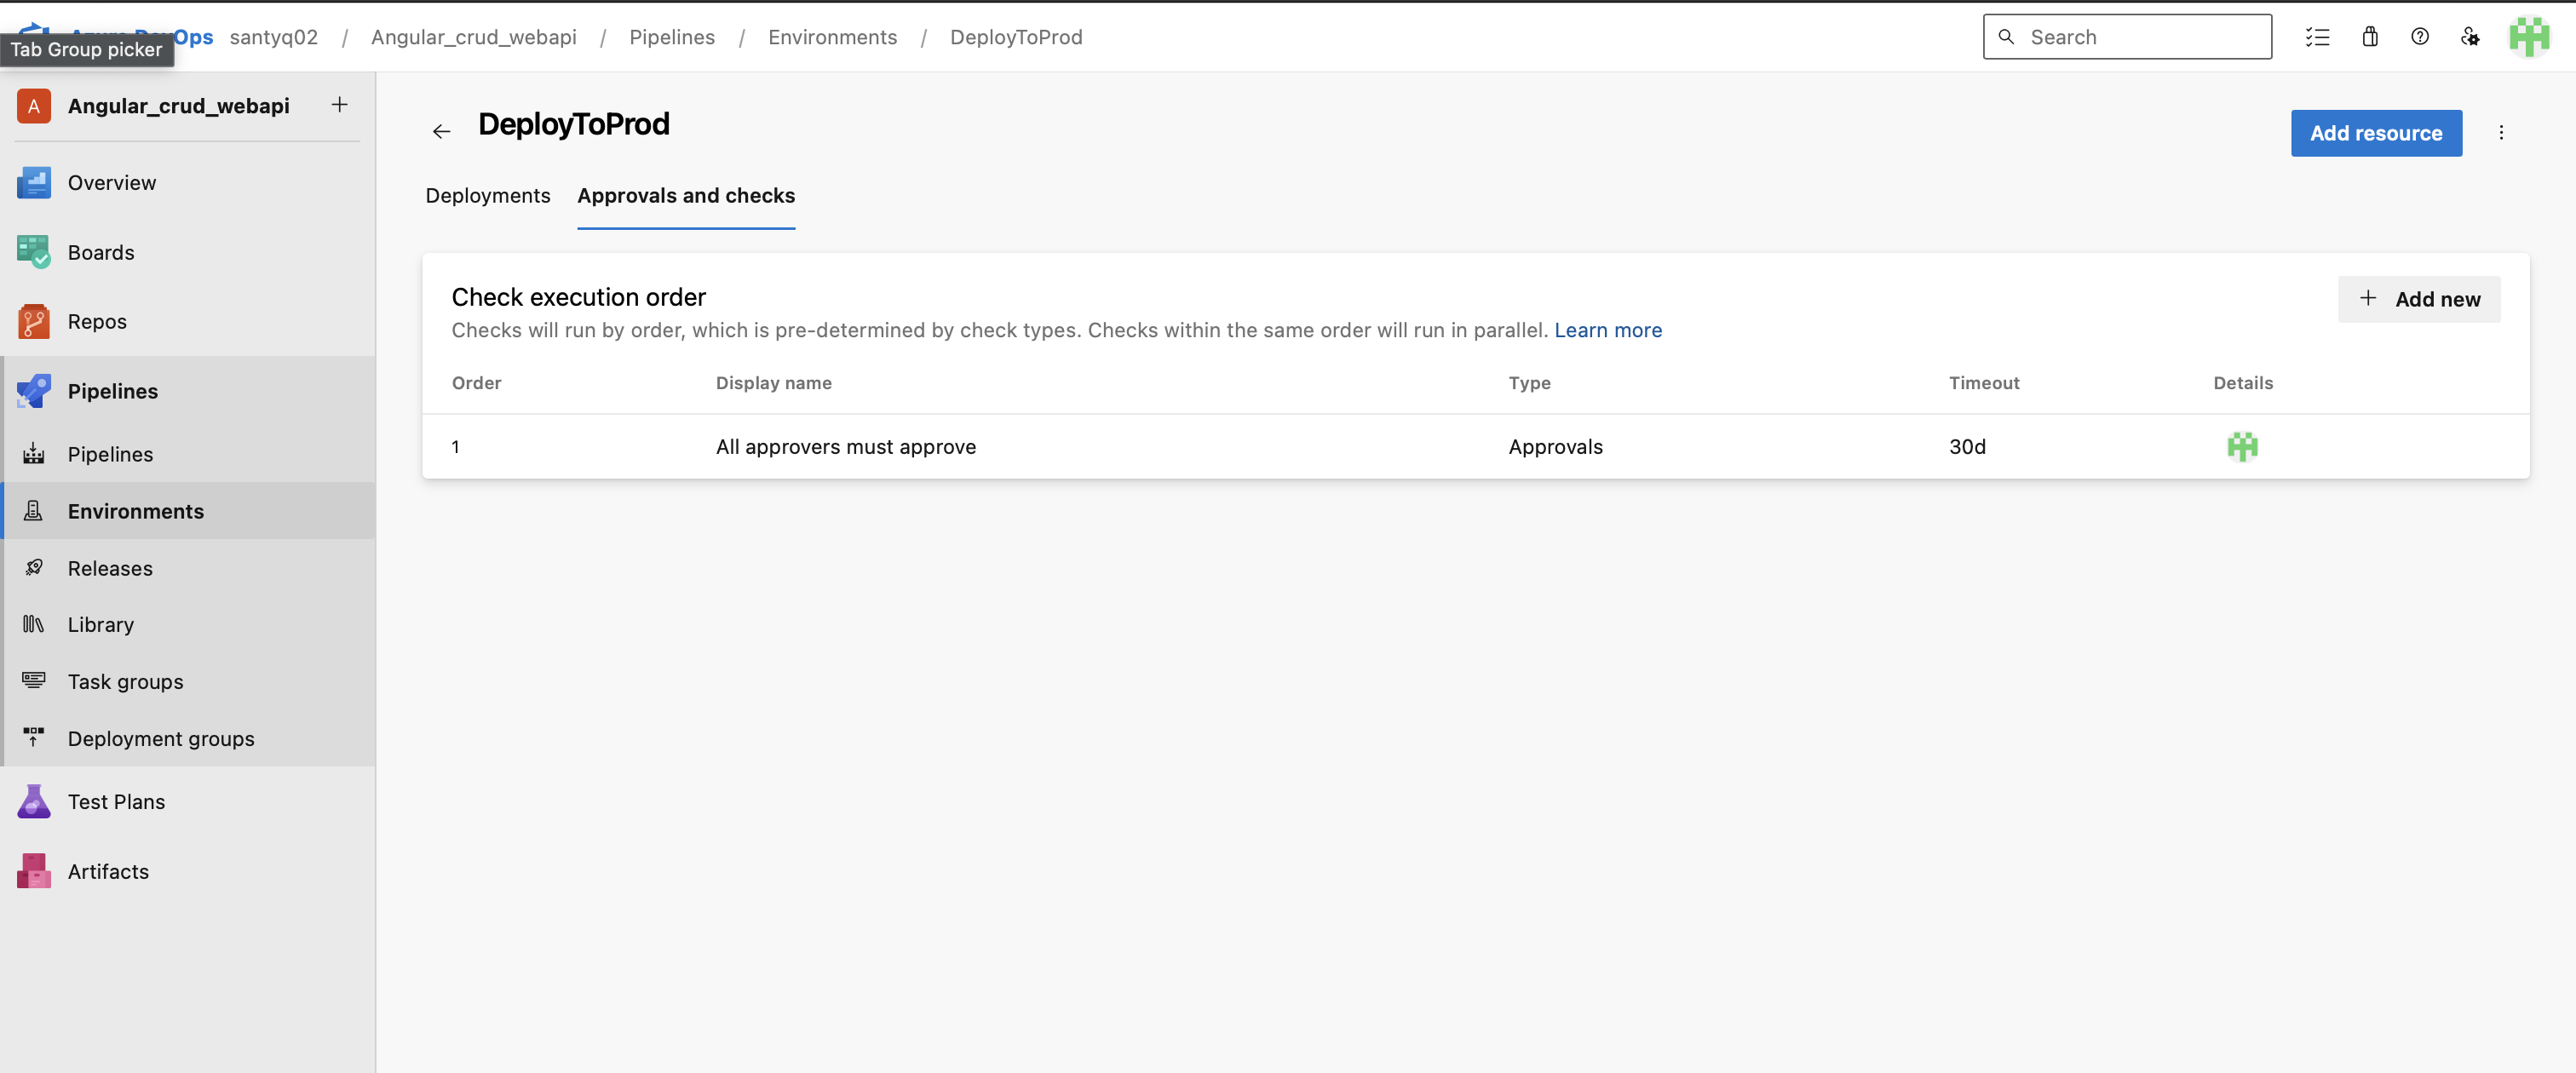 Tab Group picker
Ops santyq02 / Angular_crud_webapi / Pipelines / Environments / DeployToProd
Search
A Angular_crud_webapi
Overview
Boards
Repos
Pipelines
Pipelines
Environments
Releases
Library
Task groups
Deployment groups
Test Plans
Artifacts
DeployToProd
Add resource
Deployments Approvals and checks
Check execution order
Add new
Checks will run by order, which is pre-determined by check types. Checks within the same order will run in parallel. Learn more
Order Display name Type Timeout Details
1 All approvers must approve Approvals 30d